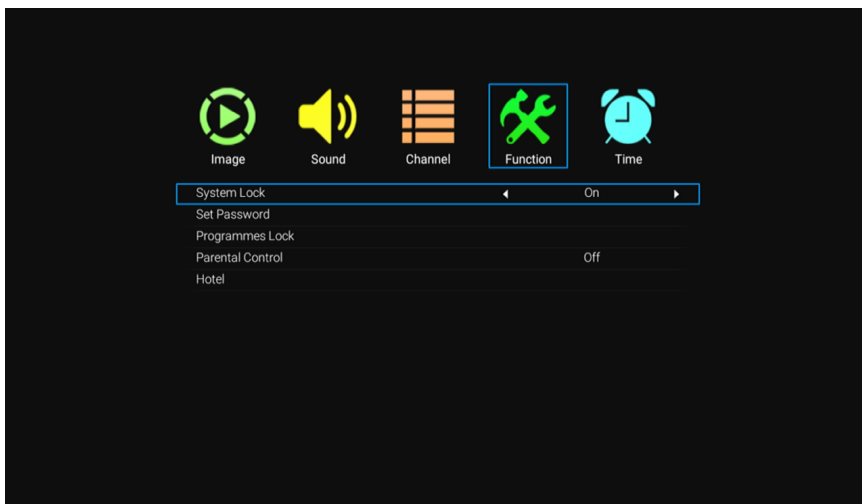 Image Sound Channel Function Time
System Lock On
Set Password
Programmes Lock
Parental Control Off
Hotel